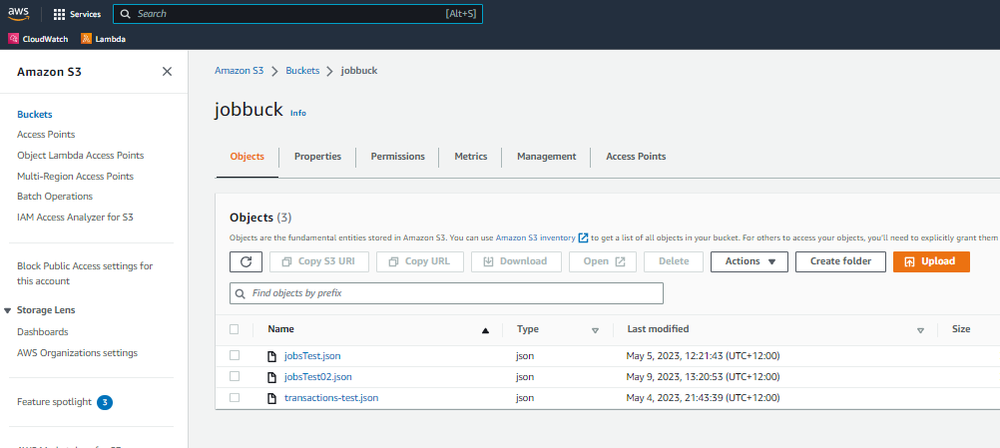 aws Services Search [Alt+S]
CloudWatch Lambda
Amazon S3
Buckets
Access Points
Object Lambda Access Points
Multi-Region Access Points
Batch Operations
IAM Access Analyzer for S3
Block Public Access settings for
this account
Storage Lens
Dashboards
AWS Organizations settings
Feature spotlight 3
Amazon S3 Buckets jobbuck
jobbuck Info
Objects Properties Permissions Metrics Management Access Points
Objects (3)
Objects are the fundamental entities stored in Amazon S3. You can use Amazon S3 inventory to get a list of all objects in your bucket. For others to access your objects, you'll need to explicitly grant them
Copy S3 URI Copy URL Download Open Delete Actions Create folder Upload
Find objects by prefix
Name Type Last modified Size
jobsTest.json json May 5, 2023, 12:21:43 (UTC+12:00)
jobsTest02.json json May 9, 2023, 13:20:53 (UTC+12:00)
transactions-test.json json May 4, 2023, 21:43:39 (UTC+12:00)